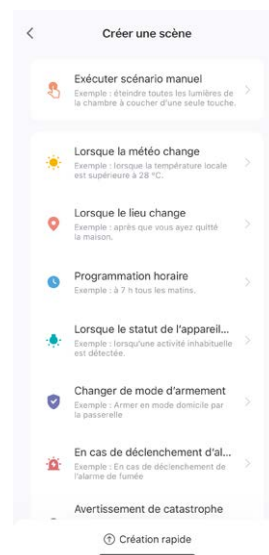 Créer une scène
Exécuter scénario manuel
Exemple : éteindre toutes les lumières de
la chambre à coucher d'une seule touche.
Lorsque la météo change
Exemple : lorsque la température locale
est supérieure à 28 °C.
Lorsque le lieu change
Exemple : après que vous ayez quitté
la maison.
Programmation horaire
Exemple : à 7 h tous les matins.
Lorsque le statut de l'appareil...
Exemple : lorsqu'une activité inhabituelle
est détectée.
Changer de mode d'armement
Exemple : Armer en mode domicile par
la passerelle
En cas de déclenchement d'al...
Exemple : En cas de déclenchement de
l'alarme de fumée
Avertissement de catastrophe
Création rapide